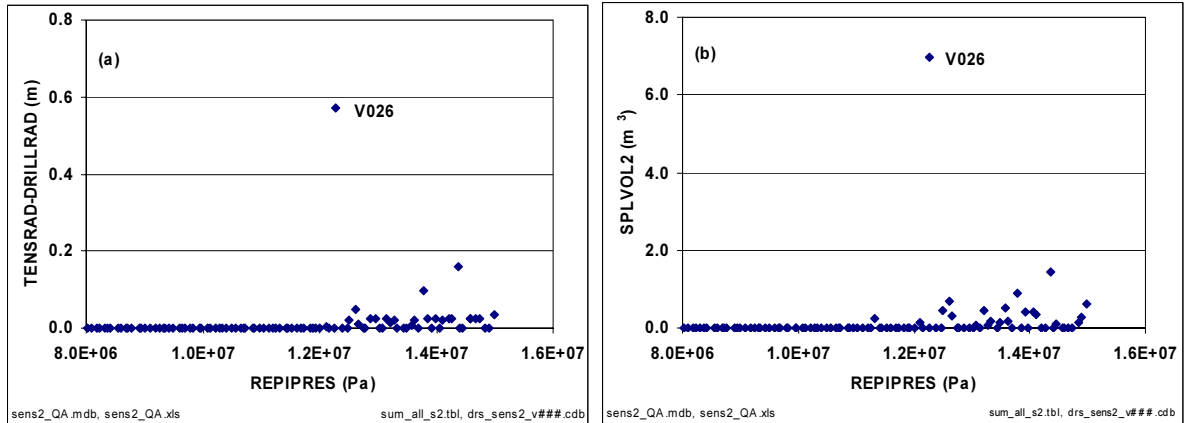 0.8
0.6
0.4
0.2
0.0
TENSRAD-DRILLRAD (m)
(a)
V026
8.0E+06 1.0E+07 1.2E+07 1.4E+07 1.6E+07
REPIPRES (Pa)
sens2_QA.mdb, sens2_QA.xls sum_all_s2.tbl, drs_sens2_v###.cdb
8.0
6.0
4.0
2.0
0.0
SPLVOL2 (m ³)
(b)
V026
8.0E+06 1.0E+07 1.2E+07 1.4E+07 1.6E+07
REPIPRES (Pa)
sens2_QA.mdb, sens2_QA.xls sum_all_s2.tbl, drs_sens2_v###.cdb